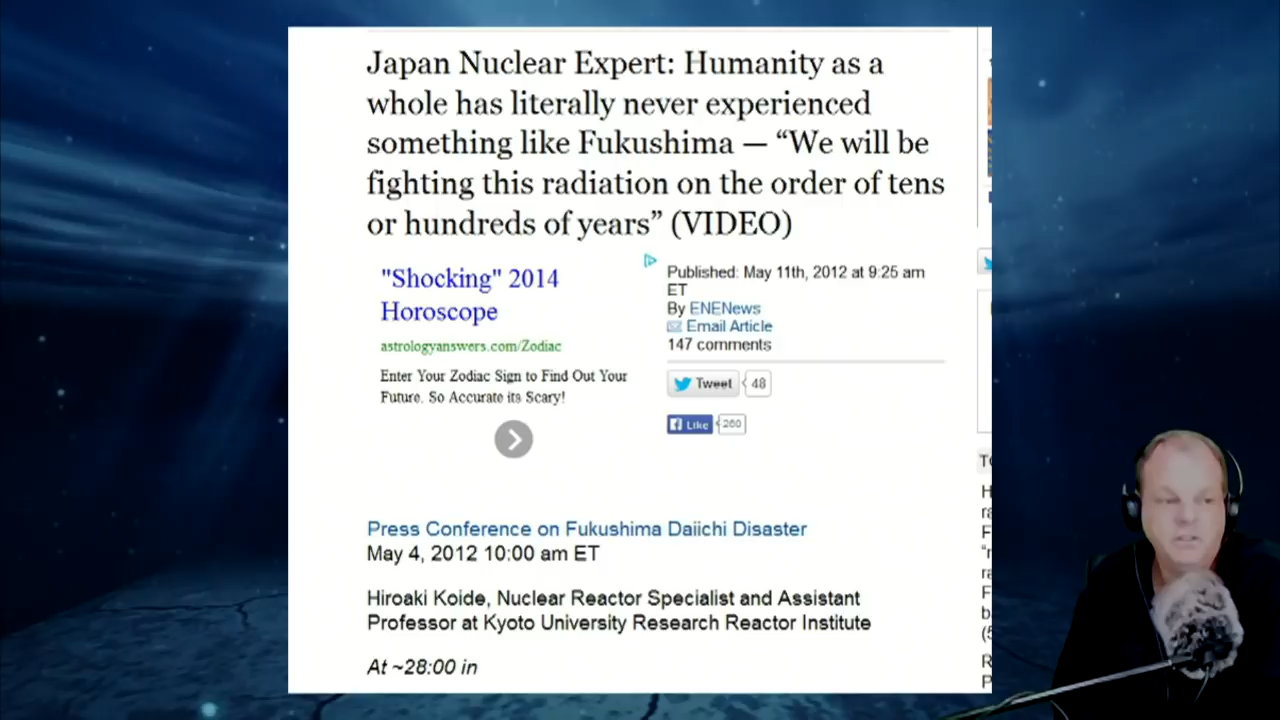 Japan Nuclear Expert: Humanity as a
whole has literally never experienced
something like Fukushima — “We will be
fighting this radiation on the order of tens
or hundreds of years” (VIDEO)
"Shocking" 2014
Horoscope
astrologyanswers.com/Zodiac
Enter Your Zodiac Sign to Find Out Your
Future. So Accurate its Scary!
Published: May 11th, 2012 at 9:25 am
ET
By ENENews
Email Article
147 comments
Tweet 48
Like 260
Press Conference on Fukushima Daiichi Disaster
May 4, 2012 10:00 am ET
Hiroaki Koide, Nuclear Reactor Specialist and Assistant
Professor at Kyoto University Research Reactor Institute
At ~28:00 in